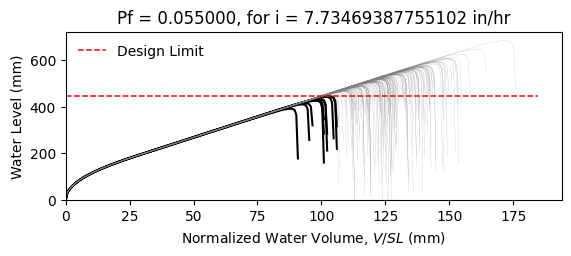 Pf = 0.055000, for i = 7.73469387755102 in/hr
Water Level (mm)
600
400
200
0
Design Limit
0 25 50 75 100 125 150 175
Normalized Water Volume, V/SL (mm)